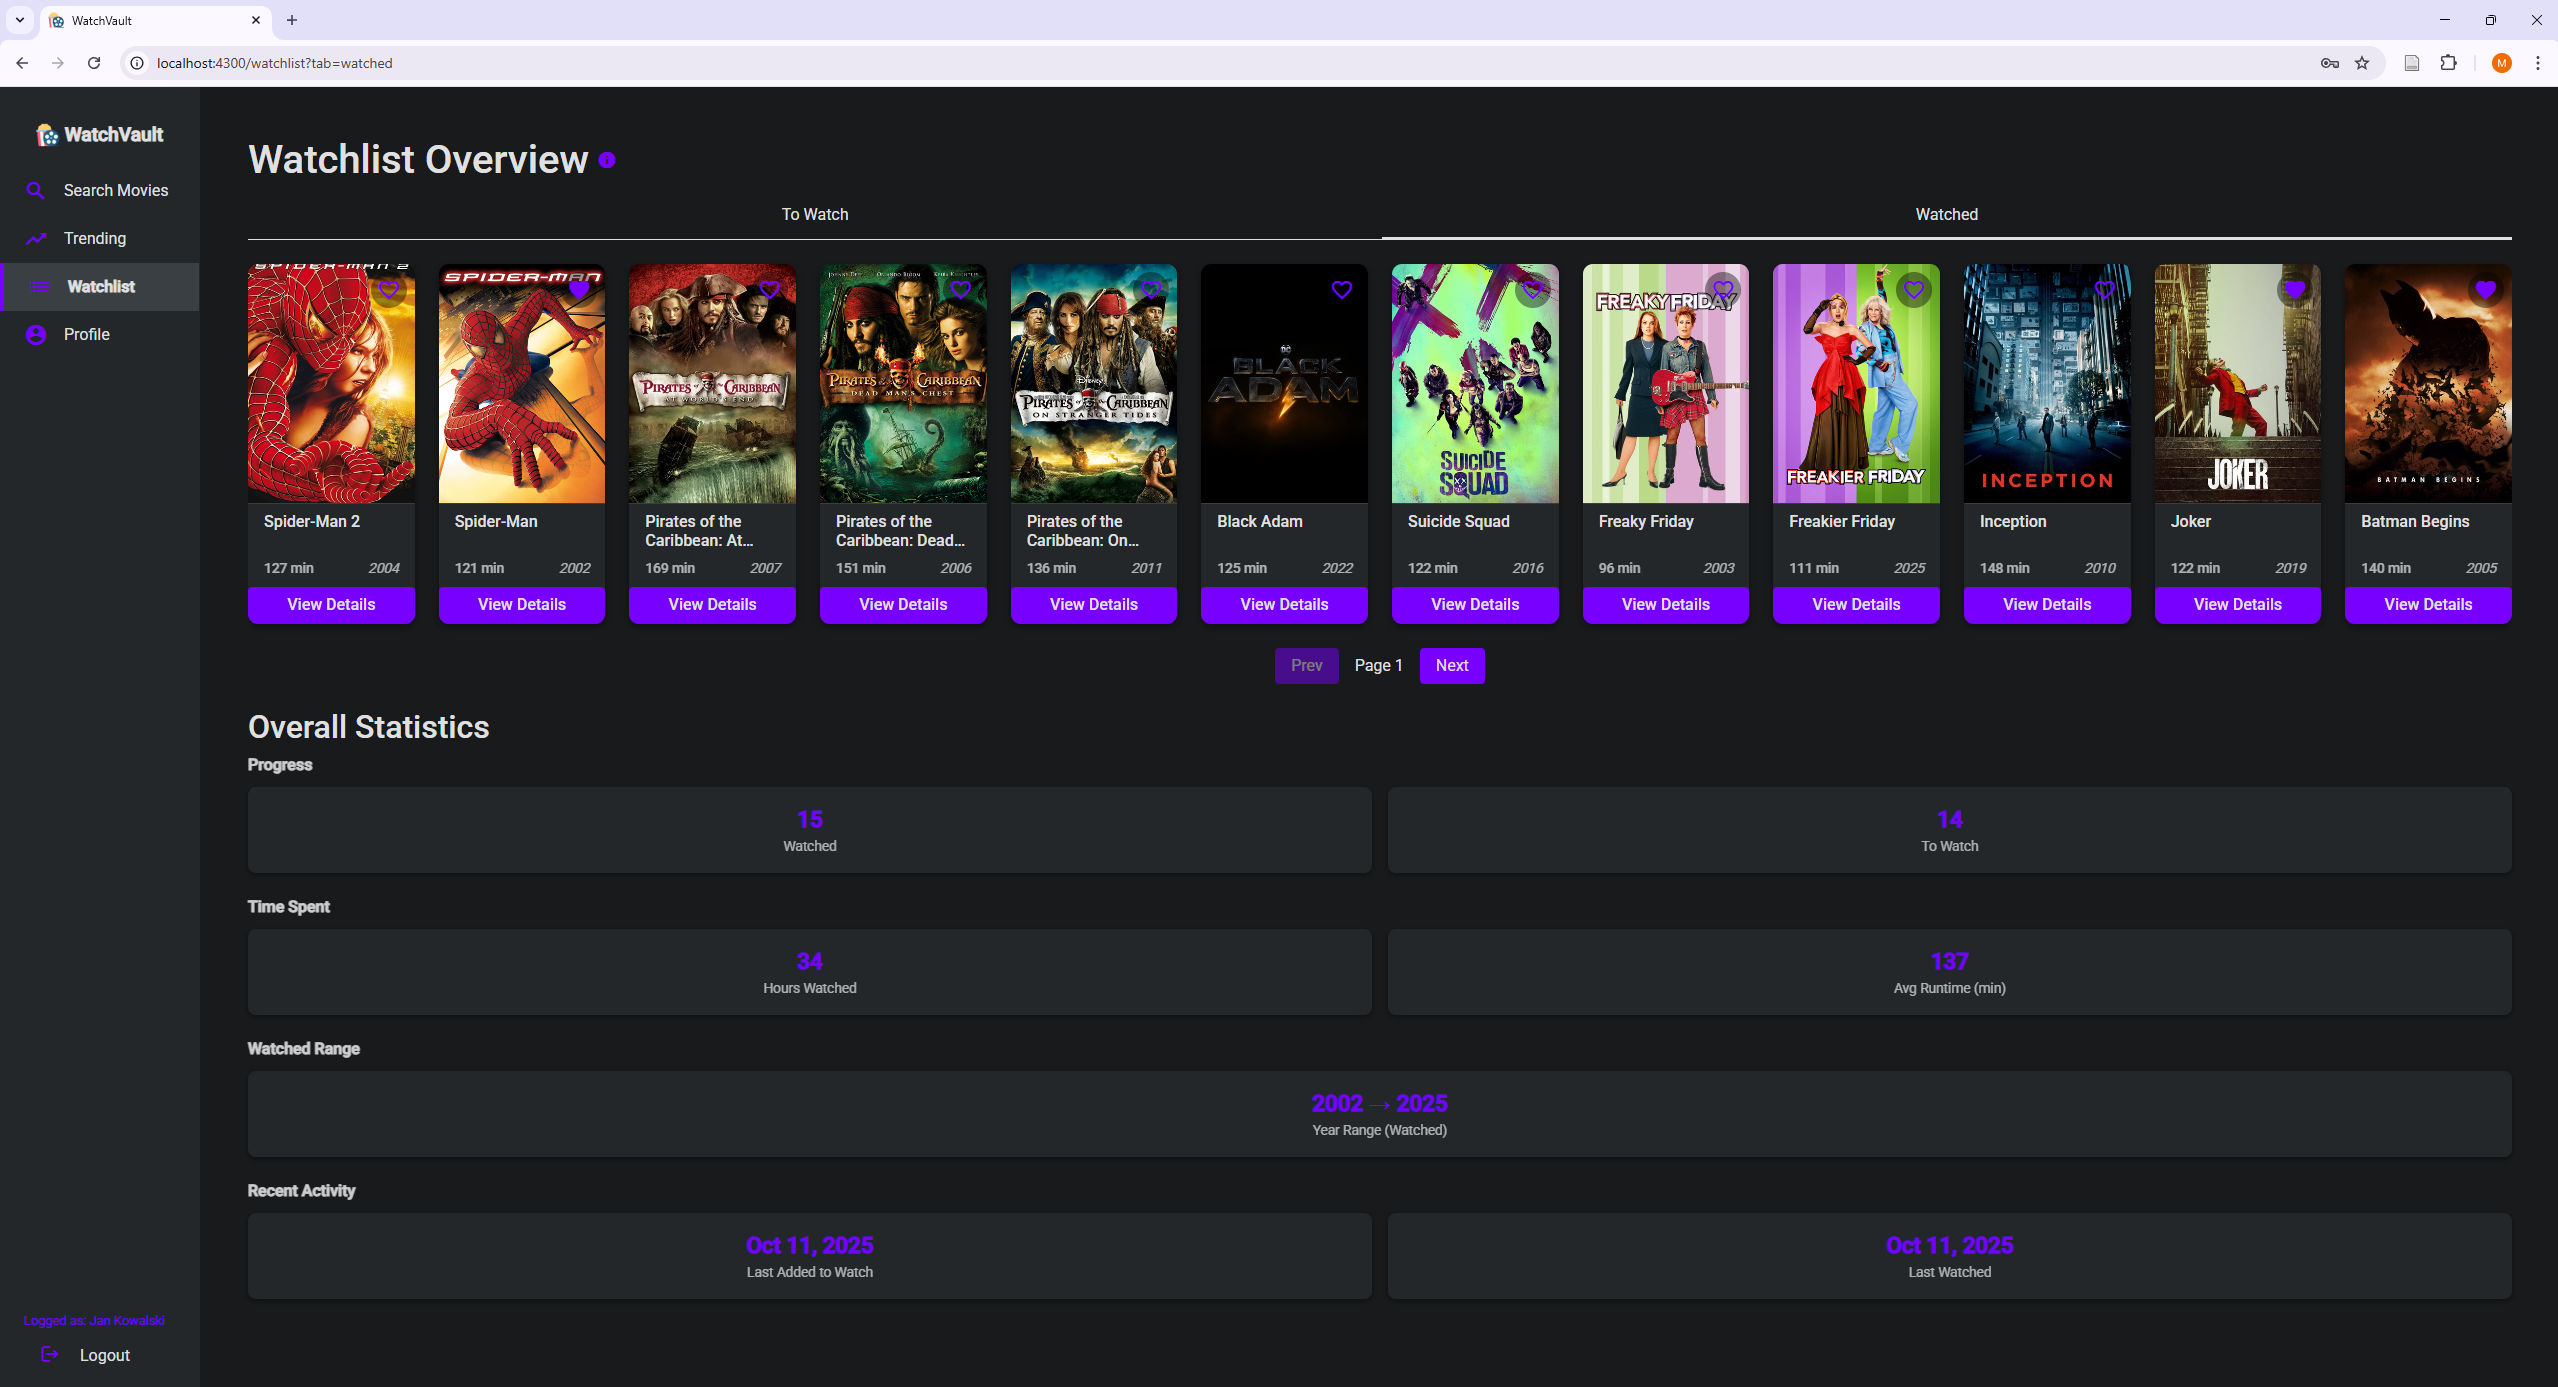 WatchVault
localhost:4300/watchlist?tab=watched
M
WatchVault
Search Movies
Trending
Watchlist
Profile
Watchlist Overview
To Watch
Watched
SPIDER-MAN 2
SPIDER-MAN
PIRATES of the CARIBBEAN
AT WORLD'S END
JOHNNY DEPP ORLANDO BLOOM KEIRA KNIGHTLEY
PIRATES of the CARIBBEAN
DEAD MAN'S CHEST
Disney
PIRATES of the CARIBBEAN
ON STRANGER TIDES
DC
BLACK
ADAM
SUICIDE
SQUAD
FREAKY FRIDAY
FREAKIER FRIDAY
INCEPTION
JOKER
BATMAN BEGINS
Spider-Man 2
127 min 2004
View Details
Spider-Man
121 min 2002
View Details
Pirates of the
Caribbean: At...
169 min 2007
View Details
Pirates of the
Caribbean: Dead...
151 min 2006
View Details
Pirates of the
Caribbean: On...
136 min 2011
View Details
Black Adam
125 min 2022
View Details
Suicide Squad
122 min 2016
View Details
Freaky Friday
96 min 2003
View Details
Freakier Friday
111 min 2025
View Details
Inception
148 min 2010
View Details
Joker
122 min 2019
View Details
Batman Begins
140 min 2005
View Details
Prev Page 1 Next
Overall Statistics
Progress
15
Watched
14
To Watch
Time Spent
34
Hours Watched
137
Avg Runtime (min)
Watched Range
2002 → 2025
Year Range (Watched)
Recent Activity
Oct 11, 2025
Last Added to Watch
Oct 11, 2025
Last Watched
Logged as: Jan Kowalski
Logout